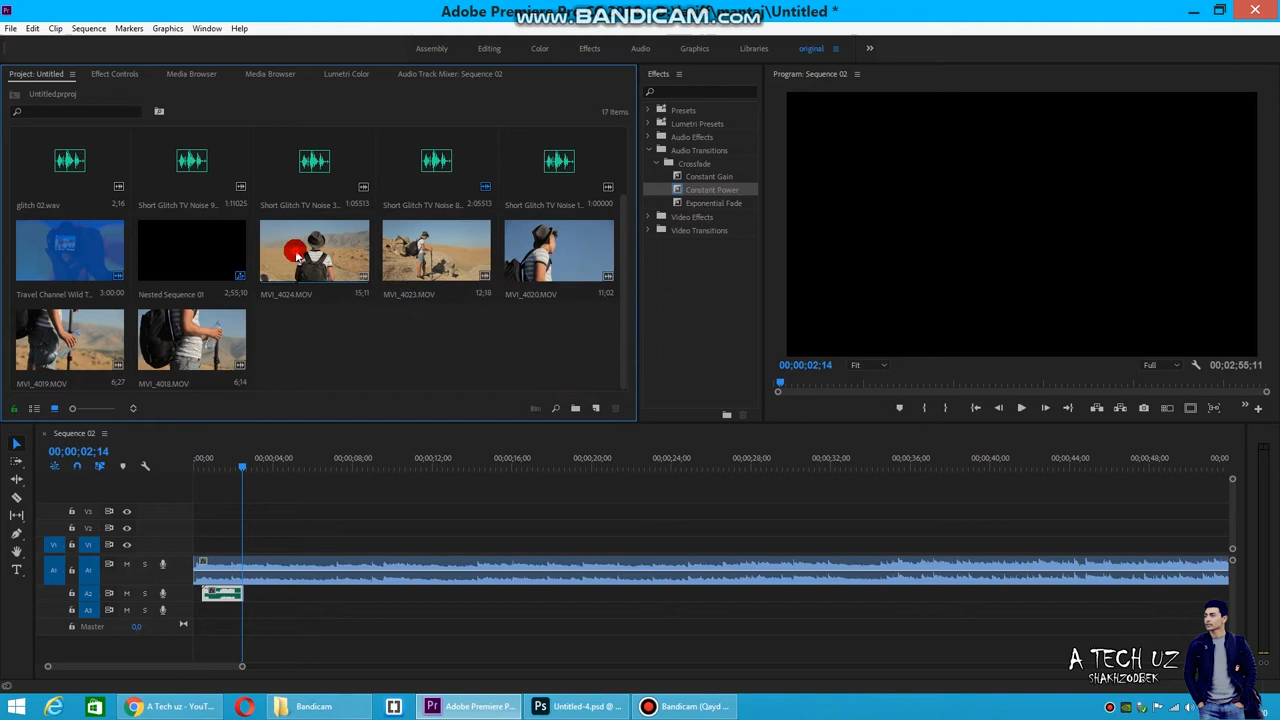 Adobe Premiere Pro CC
mantaj\Untitled *
www.BANDICAM.com
File Edit Clip Sequence Markers Graphics Window Help
Assembly Editing Color Effects Audio Graphics Libraries original
Project: Untitled Effect Controls Media Browser Media Browser Lumetri Color Audio Track Mixer: Sequence 02
Effects
Program: Sequence 02
Untitled.prproj
17 Items
Presets
Lumetri Presets
Audio Effects
Audio Transitions
Crossfade
Constant Gain
Constant Power
Exponential Fade
Video Effects
Video Transitions
glitch 02.wav 2;16
Short Glitch TV Noise 9... 1:11025
Short Glitch TV Noise 3... 1:05513
Short Glitch TV Noise 8... 2:05513
Short Glitch TV Noise 1... 1:00000
Travel Channel Wild T... 3:00:00
Nested Sequence 01 2;55;10
MVI_4024.MOV 15;11
MVI_4023.MOV 12;18
MVI_4020.MOV 11;02
MVI_4019.MOV 6;27
MVI_4018.MOV 6;14
00;00;02;14 Fit Full 00;02;55;11
Sequence 02
00;00;02;14
;00;00 00;00;04;00 00;00;08;00 00;00;12;00 00;00;16;00 00;00;20;00 00;00;24;00 00;00;28;00 00;00;32;00 00;00;36;00 00;00;40;00 00;00;44;00 00;00;48;00 00;00
V3
V2
V1 V1
A1 A1 M S
A2 M S
A3 M S
Master 0,0
A TECH UZ
SHAKHZODBEK
A Tech uz - YouT...
Bandicam
Adobe Premiere P...
Untitled-4.psd @ ...
Bandicam (Qayd ...